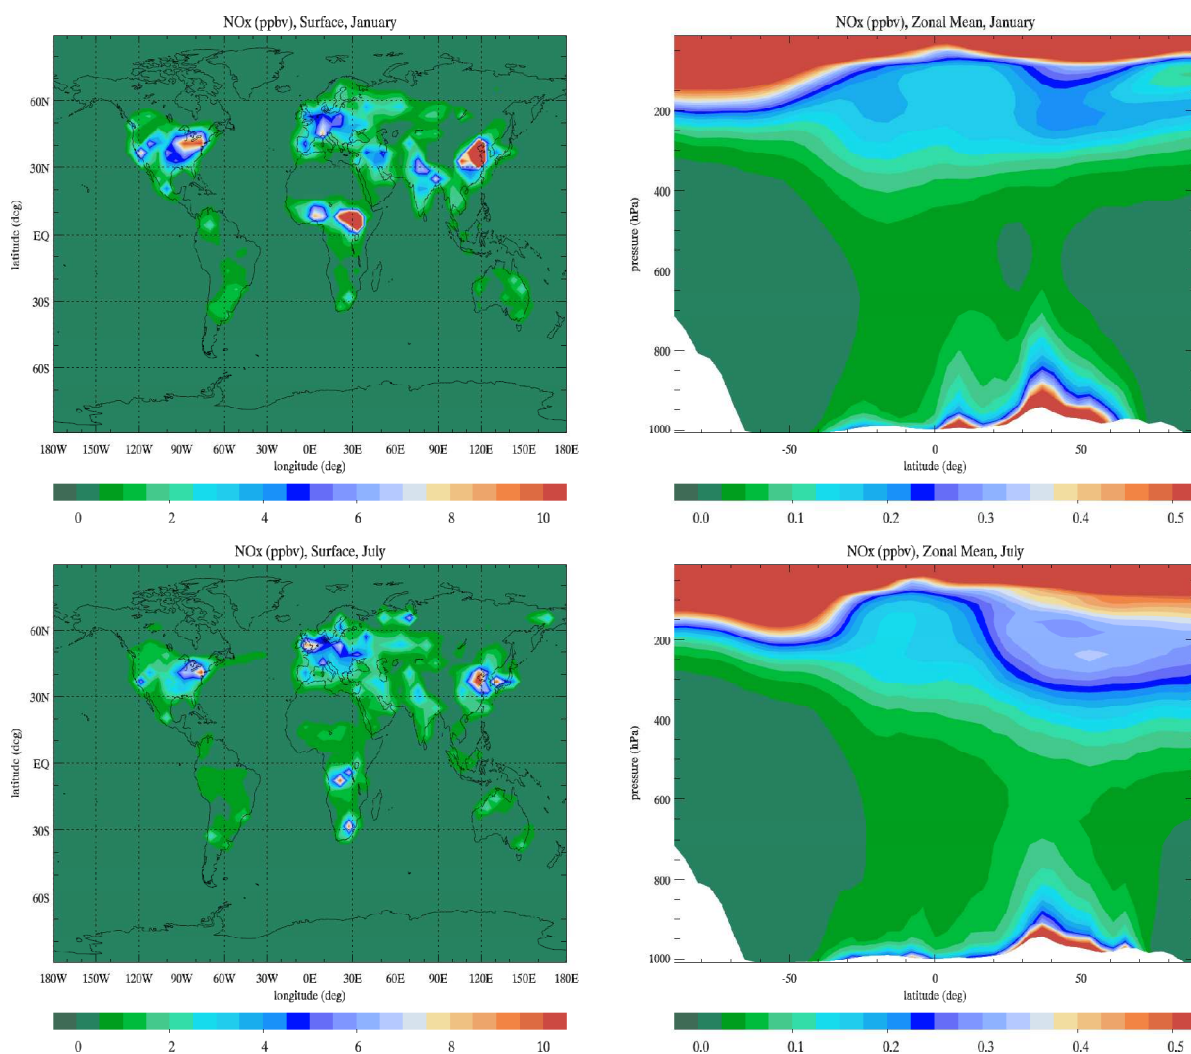 NOx (ppbv), Surface, January
latitude (deg)
60N
30N
EQ
30S
60S
180W 150W 120W 90W 60W 30W 0E 30E 60E 90E 120E 150E 180E
longitude (deg)
0 2 4 6 8 10
NOx (ppbv), Zonal Mean, January
pressure (hPa)
200
400
600
800
1000
-50 0 50
latitude (deg)
0.0 0.1 0.2 0.3 0.4 0.5
NOx (ppbv), Surface, July
latitude (deg)
60N
30N
EQ
30S
60S
180W 150W 120W 90W 60W 30W 0E 30E 60E 90E 120E 150E 180E
longitude (deg)
0 2 4 6 8 10
NOx (ppbv), Zonal Mean, July
pressure (hPa)
200
400
600
800
1000
-50 0 50
latitude (deg)
0.0 0.1 0.2 0.3 0.4 0.5